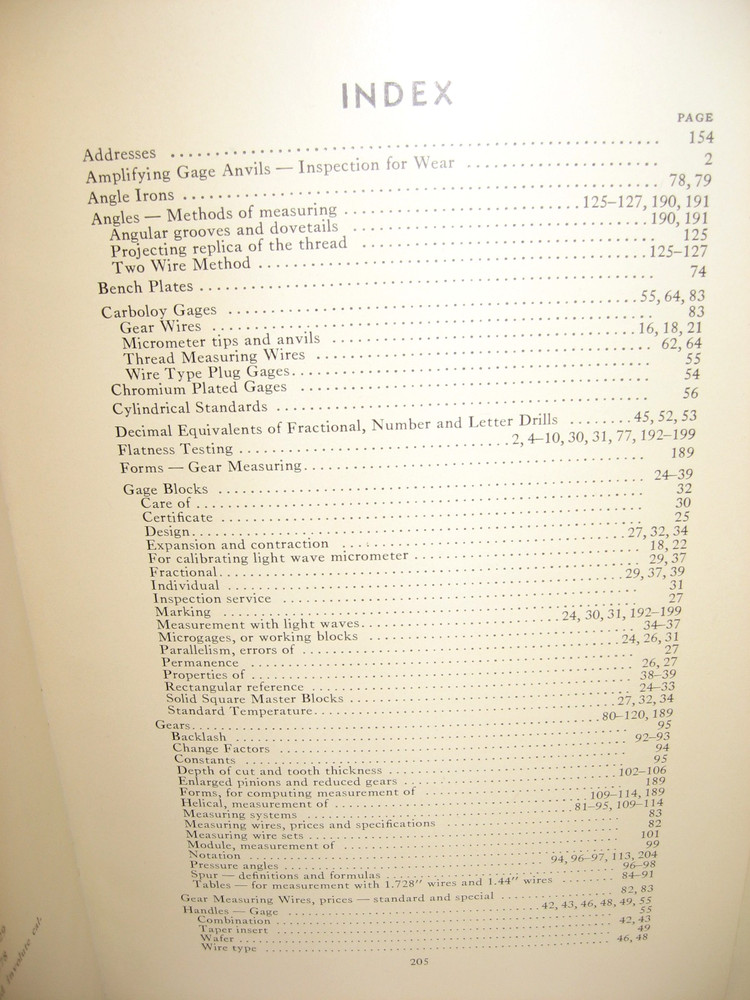 INDEX
PAGE
Addresses 154
Amplifying Gage Anvils — Inspection for Wear 2
Angle Irons 78, 79
Angles — Methods of measuring 125–127, 190, 191
Angular grooves and dovetails 190, 191
Projecting replica of the thread 125
Two Wire Method 125–127
Bench Plates 74
Carboloy Gages 55, 64, 83
Gear Wires 83
Micrometer tips and anvils 16, 18, 21
Thread Measuring Wires 62, 64
Wire Type Plug Gages 55
Chromium Plated Gages 54
Cylindrical Standards 56
Decimal Equivalents of Fractional, Number and Letter Drills 45, 52, 53
Flatness Testing 2, 4–10, 30, 31, 77, 192–199
Forms — Gear Measuring 189
Gage Blocks 24–39
Care of 32
Certificate 30
Design 25
Expansion and contraction 27, 32, 34
For calibrating light wave micrometer 18, 22
Fractional 29, 37
Individual 29, 37, 39
Inspection service 31
Marking 27
Measurement with light waves 24, 30, 31, 192–199
Microgages, or working blocks 34–37
Parallelism, errors of 24, 26, 31
Permanence 27
Properties of 26, 27
Rectangular reference 38–39
Solid Square Master Blocks 24–33
Standard Temperature 27, 32, 34
Gears 80–120, 189
Backlash 95
Change Factors 92–93
Constants 94
Depth of cut and tooth thickness 95
Enlarged pinions and reduced gears 102–106
Forms, for computing measurement of 189
Helical, measurement of 109–114, 189
Measuring systems 81–95, 109–114
Measuring wires, prices and specifications 83
Measuring wire sets 82
Module, measurement of 101
Notation 99
Pressure angles 94, 96–97, 113, 204
Spur — definitions and formulas 96–98
Tables — for measurement with 1.728″ wires and 1.44″ wires 84–91
Gear Measuring Wires, prices — standard and special 82, 83
Handles — Gage 42, 43, 46, 48, 49, 55
Combination 55
Taper insert 42, 43
Wafer 49
Wire type 46, 48
205
involute cut.